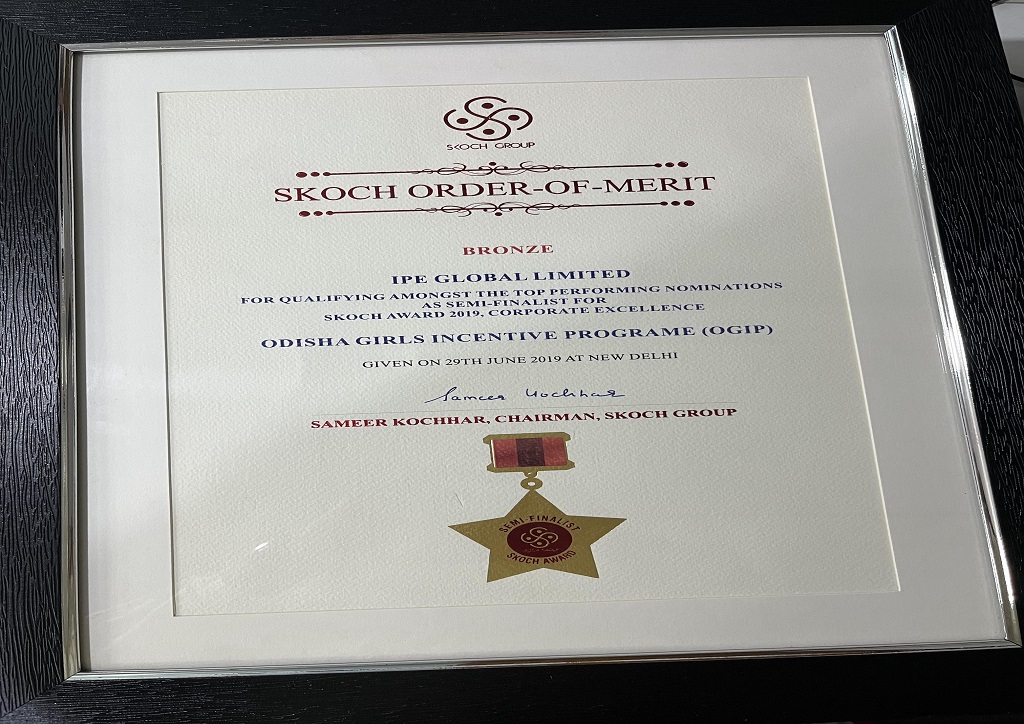 SKOCH GROUP
SKOCH ORDER-OF-MERIT
BRONZE
IPE GLOBAL LIMITED
FOR QUALIFYING AMONGST THE TOP PERFORMING NOMINATIONS
AS SEMI-FINALIST FOR
SKOCH AWARD 2019, CORPORATE EXCELLENCE
ODISHA GIRLS INCENTIVE PROGRAME (OGIP)
GIVEN ON 29TH JUNE 2019 AT NEW DELHI
Sameer Kochhar
SAMEER KOCHHAR, CHAIRMAN, SKOCH GROUP
SEMI-FINALIST
SKOCH AWARD